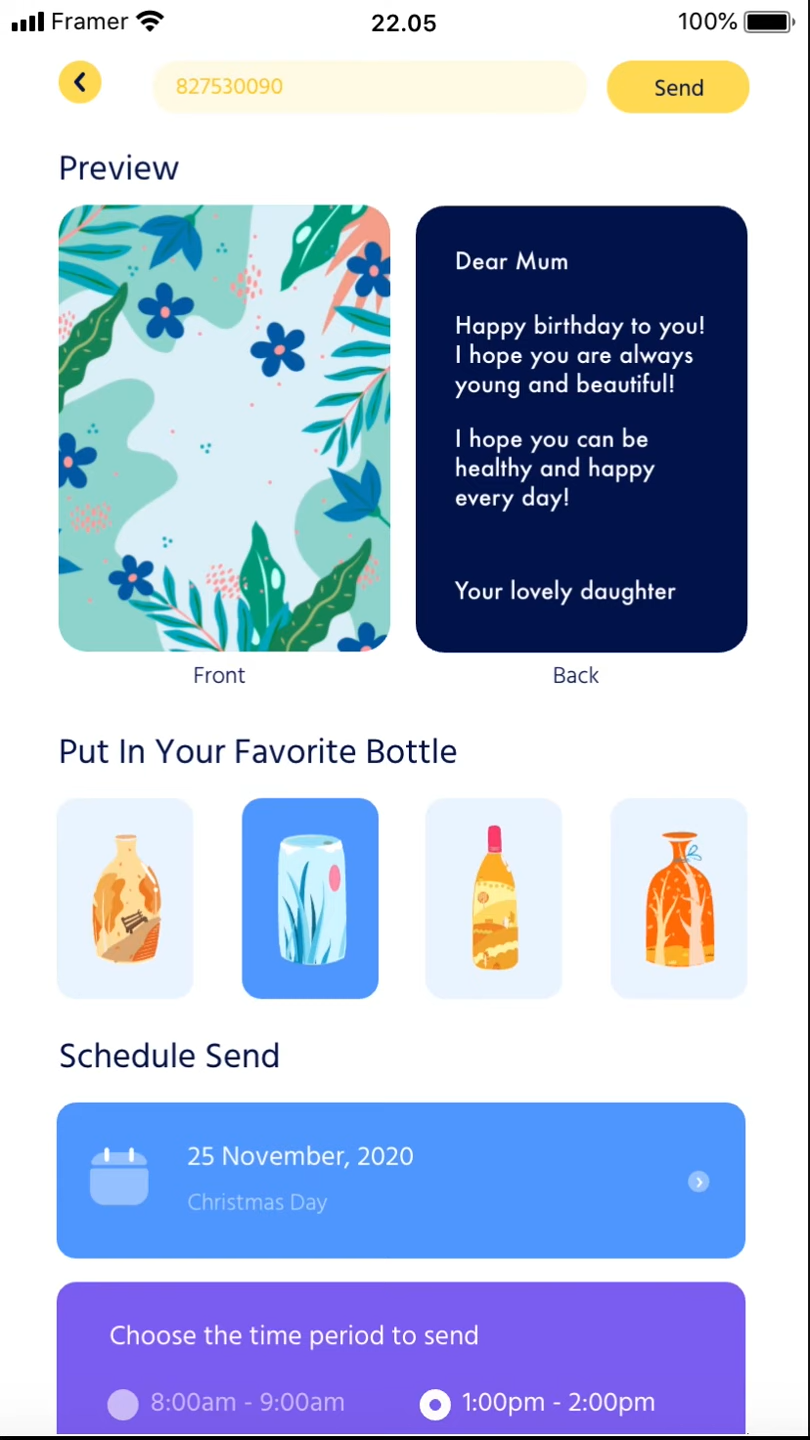 Framer 22.05 100%
827530090 Send
Preview
Dear Mum
Happy birthday to you!
I hope you are always
young and beautiful!
I hope you can be
healthy and happy
every day!
Your lovely daughter
Front
Back
Put In Your Favorite Bottle
Schedule Send
25 November, 2020
Christmas Day
Choose the time period to send
8:00am - 9:00am
1:00pm - 2:00pm